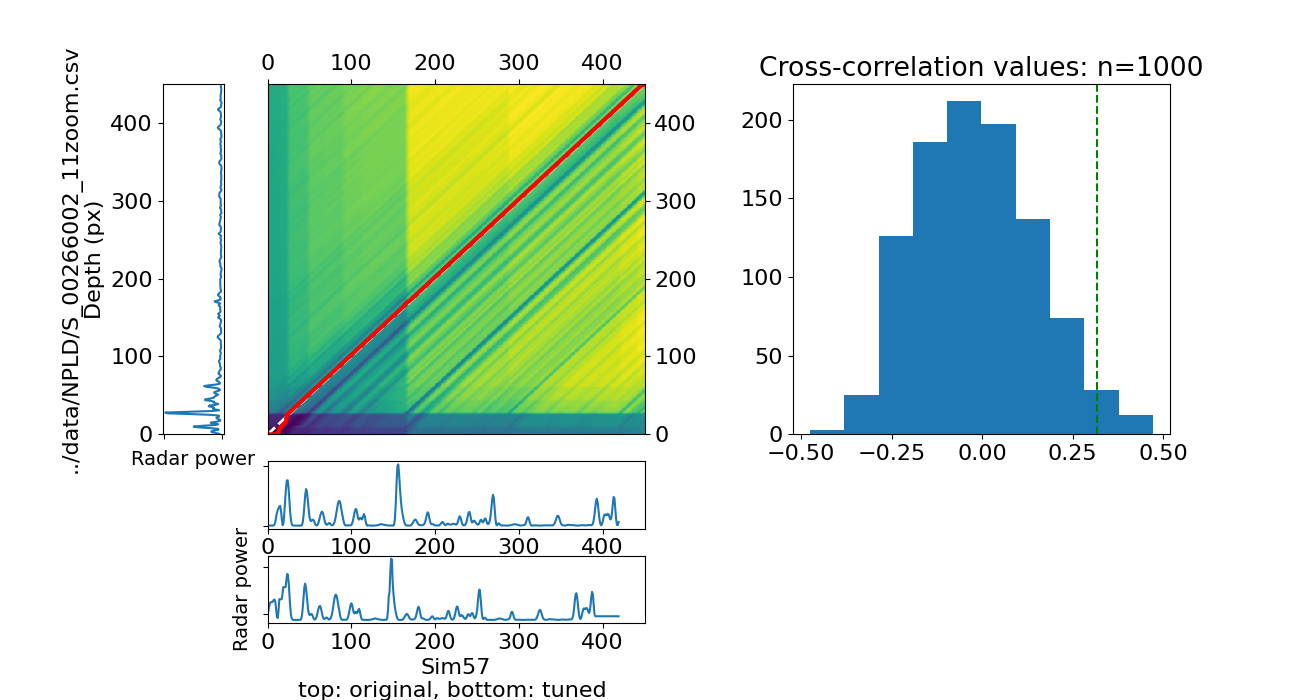 0 100 200 300 400
Cross-correlation values: n=1000
../data/NPLD/S_00266002_11zoom.csv
Depth (px)
400
300
200
100
0
400
300
200
100
0
Radar power
200
150
100
50
0
−0.50 −0.25 0.00 0.25 0.50
0 100 200 300 400
Radar power
0 100 200 300 400
Sim57
top: original, bottom: tuned